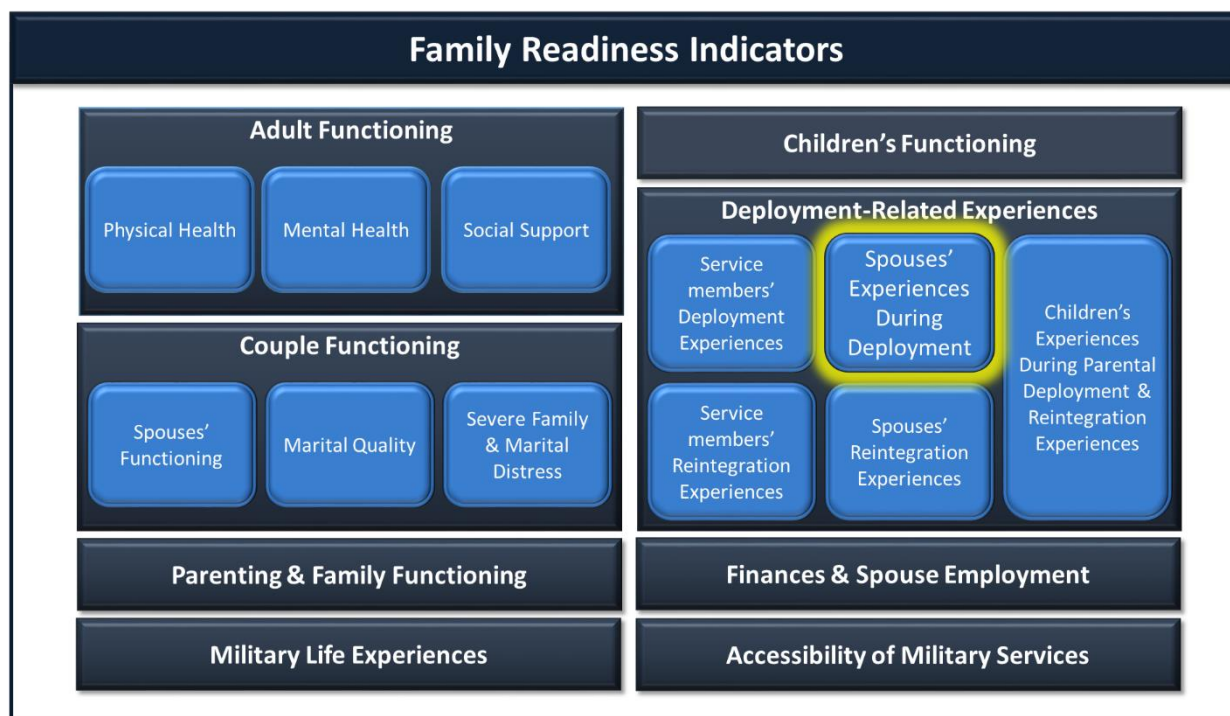 Family Readiness Indicators
Adult Functioning
Physical Health
Mental Health
Social Support
Couple Functioning
Spouses'
Functioning
Marital Quality
Severe Family
& Marital
Distress
Parenting & Family Functioning
Military Life Experiences
Children's Functioning
Deployment-Related Experiences
Service
members'
Deployment
Experiences
Spouses'
Experiences
During
Deployment
Children's
Experiences
During Parental
Deployment &
Reintegration
Experiences
Service
members'
Reintegration
Experiences
Spouses'
Reintegration
Experiences
Finances & Spouse Employment
Accessibility of Military Services